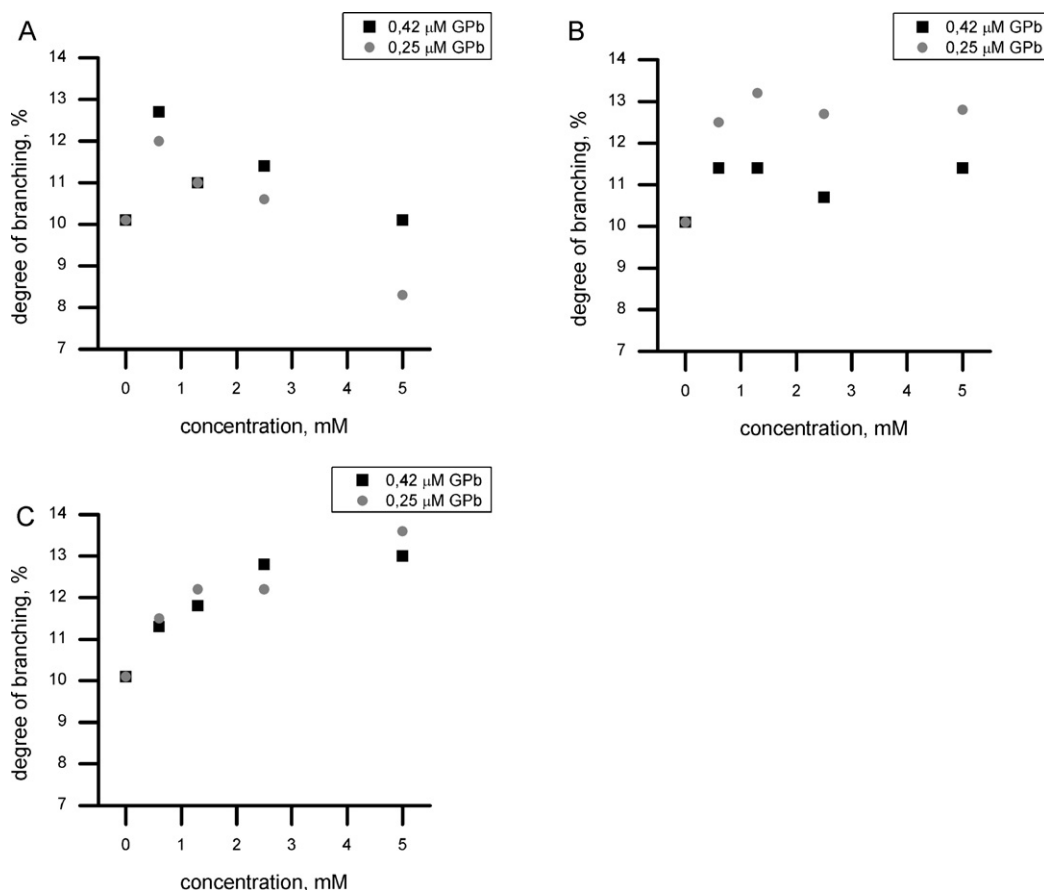 A
0,42 μM GPb
0,25 μM GPb
14
13
12
11
10
9
8
7
degree of branching, %
0 1 2 3 4 5
concentration, mM
B
0,42 μM GPb
0,25 μM GPb
14
13
12
11
10
9
8
7
degree of branching, %
0 1 2 3 4 5
concentration, mM
C
0,42 μM GPb
0,25 μM GPb
14
13
12
11
10
9
8
7
degree of branching, %
0 1 2 3 4 5
concentration, mM